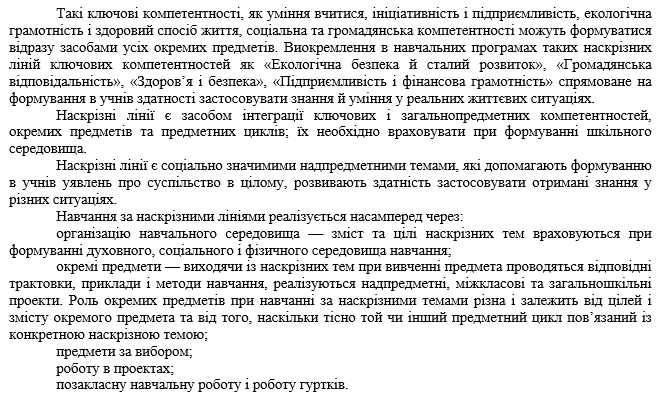 Такі ключові компетентності, як уміння вчитися, ініціативність і підприємливість, екологічна
грамотність і здоровий спосіб життя, соціальна та громадянська компетентності можуть формуватися
відразу засобами усіх окремих предметів. Виокремлення в навчальних програмах таких наскрізних
ліній ключових компетентностей як «Екологічна безпека й сталий розвиток», «Громадянська
відповідальність», «Здоров’я і безпека», «Підприємливість і фінансова грамотність» спрямоване на
формування в учнів здатності застосовувати знання й уміння у реальних життєвих ситуаціях.
Наскрізні лінії є засобом інтеграції ключових і загальнопредметних компетентностей,
окремих предметів та предметних циклів; їх необхідно враховувати при формуванні шкільного
середовища.
Наскрізні лінії є соціально значимими надпредметними темами, які допомагають формуванню
в учнів уявлень про суспільство в цілому, розвивають здатність застосовувати отримані знання у
різних ситуаціях.
Навчання за наскрізними лініями реалізується насамперед через:
організацію навчального середовища — зміст та цілі наскрізних тем враховуються при
формуванні духовного, соціального і фізичного середовища навчання;
окремі предмети — виходячи із наскрізних тем при вивченні предмета проводяться відповідні
трактовки, приклади і методи навчання, реалізуються надпредметні, міжкласові та загальношкільні
проекти. Роль окремих предметів при навчанні за наскрізними темами різна і залежить від цілей і
змісту окремого предмета та від того, наскільки тісно той чи інший предметний цикл пов’язаний із
конкретною наскрізною темою;
предмети за вибором;
роботу в проектах;
позакласну навчальну роботу і роботу гуртків.